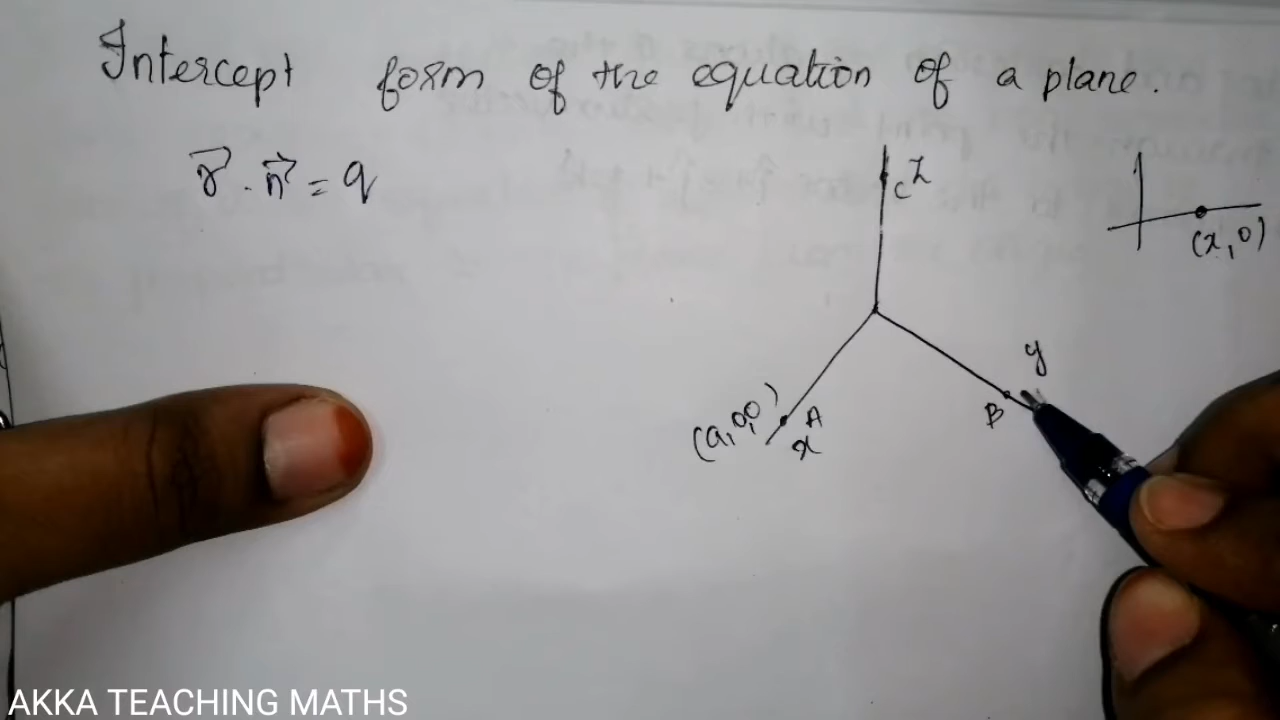 Intercept form of the equation of a plane.
r⃗ . n⃗ = q
C z
(x, 0)
y
B
(a, 0, 0) A
x
AKKA TEACHING MATHS